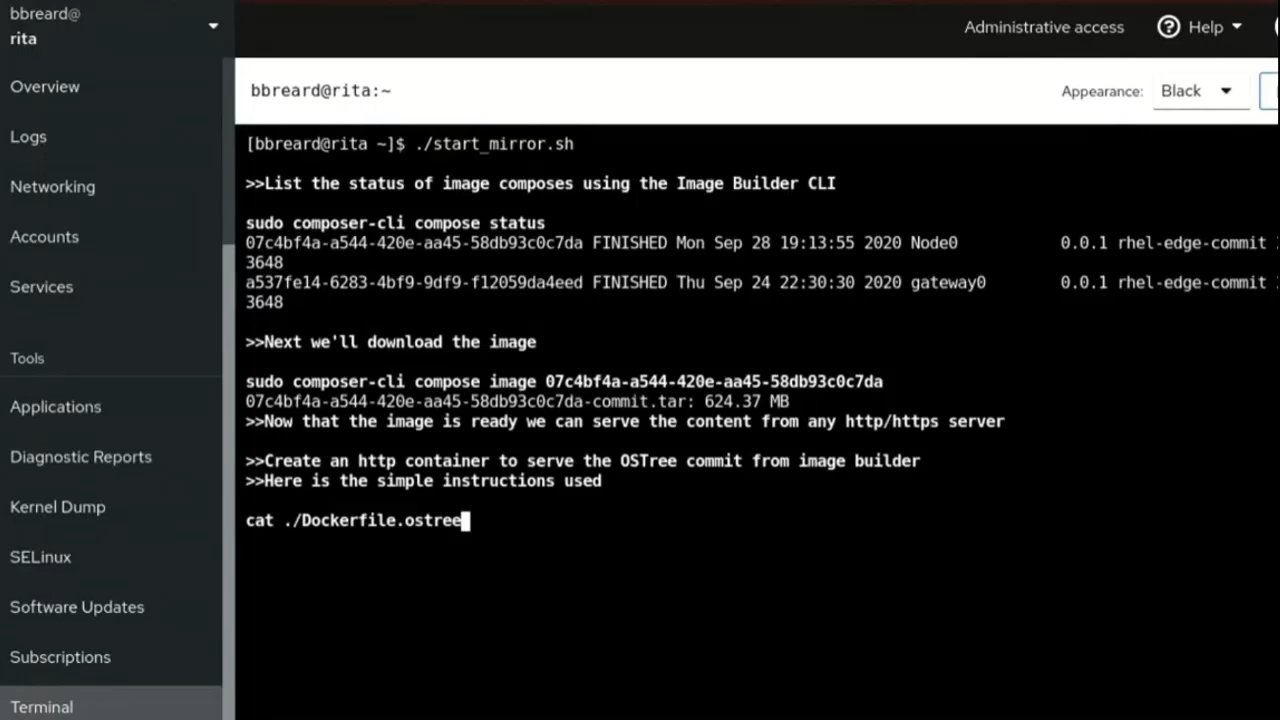 bbreard@
rita
Administrative access
Help
Overview
Logs
Networking
Accounts
Services
Tools
Applications
Diagnostic Reports
Kernel Dump
SELinux
Software Updates
Subscriptions
Terminal
bbreard@rita:~
Appearance:
Black
[bbreard@rita ~]$ ./start_mirror.sh
>>List the status of image composes using the Image Builder CLI
sudo composer-cli compose status
07c4bf4a-a544-420e-aa45-58db93c0c7da FINISHED Mon Sep 28 19:13:55 2020 Node0 0.0.1 rhel-edge-commit
3648
a537fe14-6283-4bf9-9df9-f12059da4eed FINISHED Thu Sep 24 22:30:30 2020 gateway0 0.0.1 rhel-edge-commit
3648
>>Next we'll download the image
sudo composer-cli compose image 07c4bf4a-a544-420e-aa45-58db93c0c7da
07c4bf4a-a544-420e-aa45-58db93c0c7da-commit.tar: 624.37 MB
>>Now that the image is ready we can serve the content from any http/https server
>>Create an http container to serve the OSTree commit from image builder
>>Here is the simple instructions used
cat ./Dockerfile.ostree